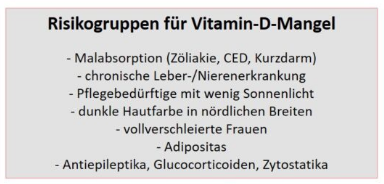 Risikogruppen für Vitamin-D-Mangel
- Malabsorption (Zöliakie, CED, Kurzdarm)
- chronische Leber-/Nierenerkrankung
- Pflegebedürftige mit wenig Sonnenlicht
- dunkle Hautfarbe in nördlichen Breiten
- vollverschleierte Frauen
- Adipositas
- Antiepileptika, Glucocorticoiden, Zytostatika